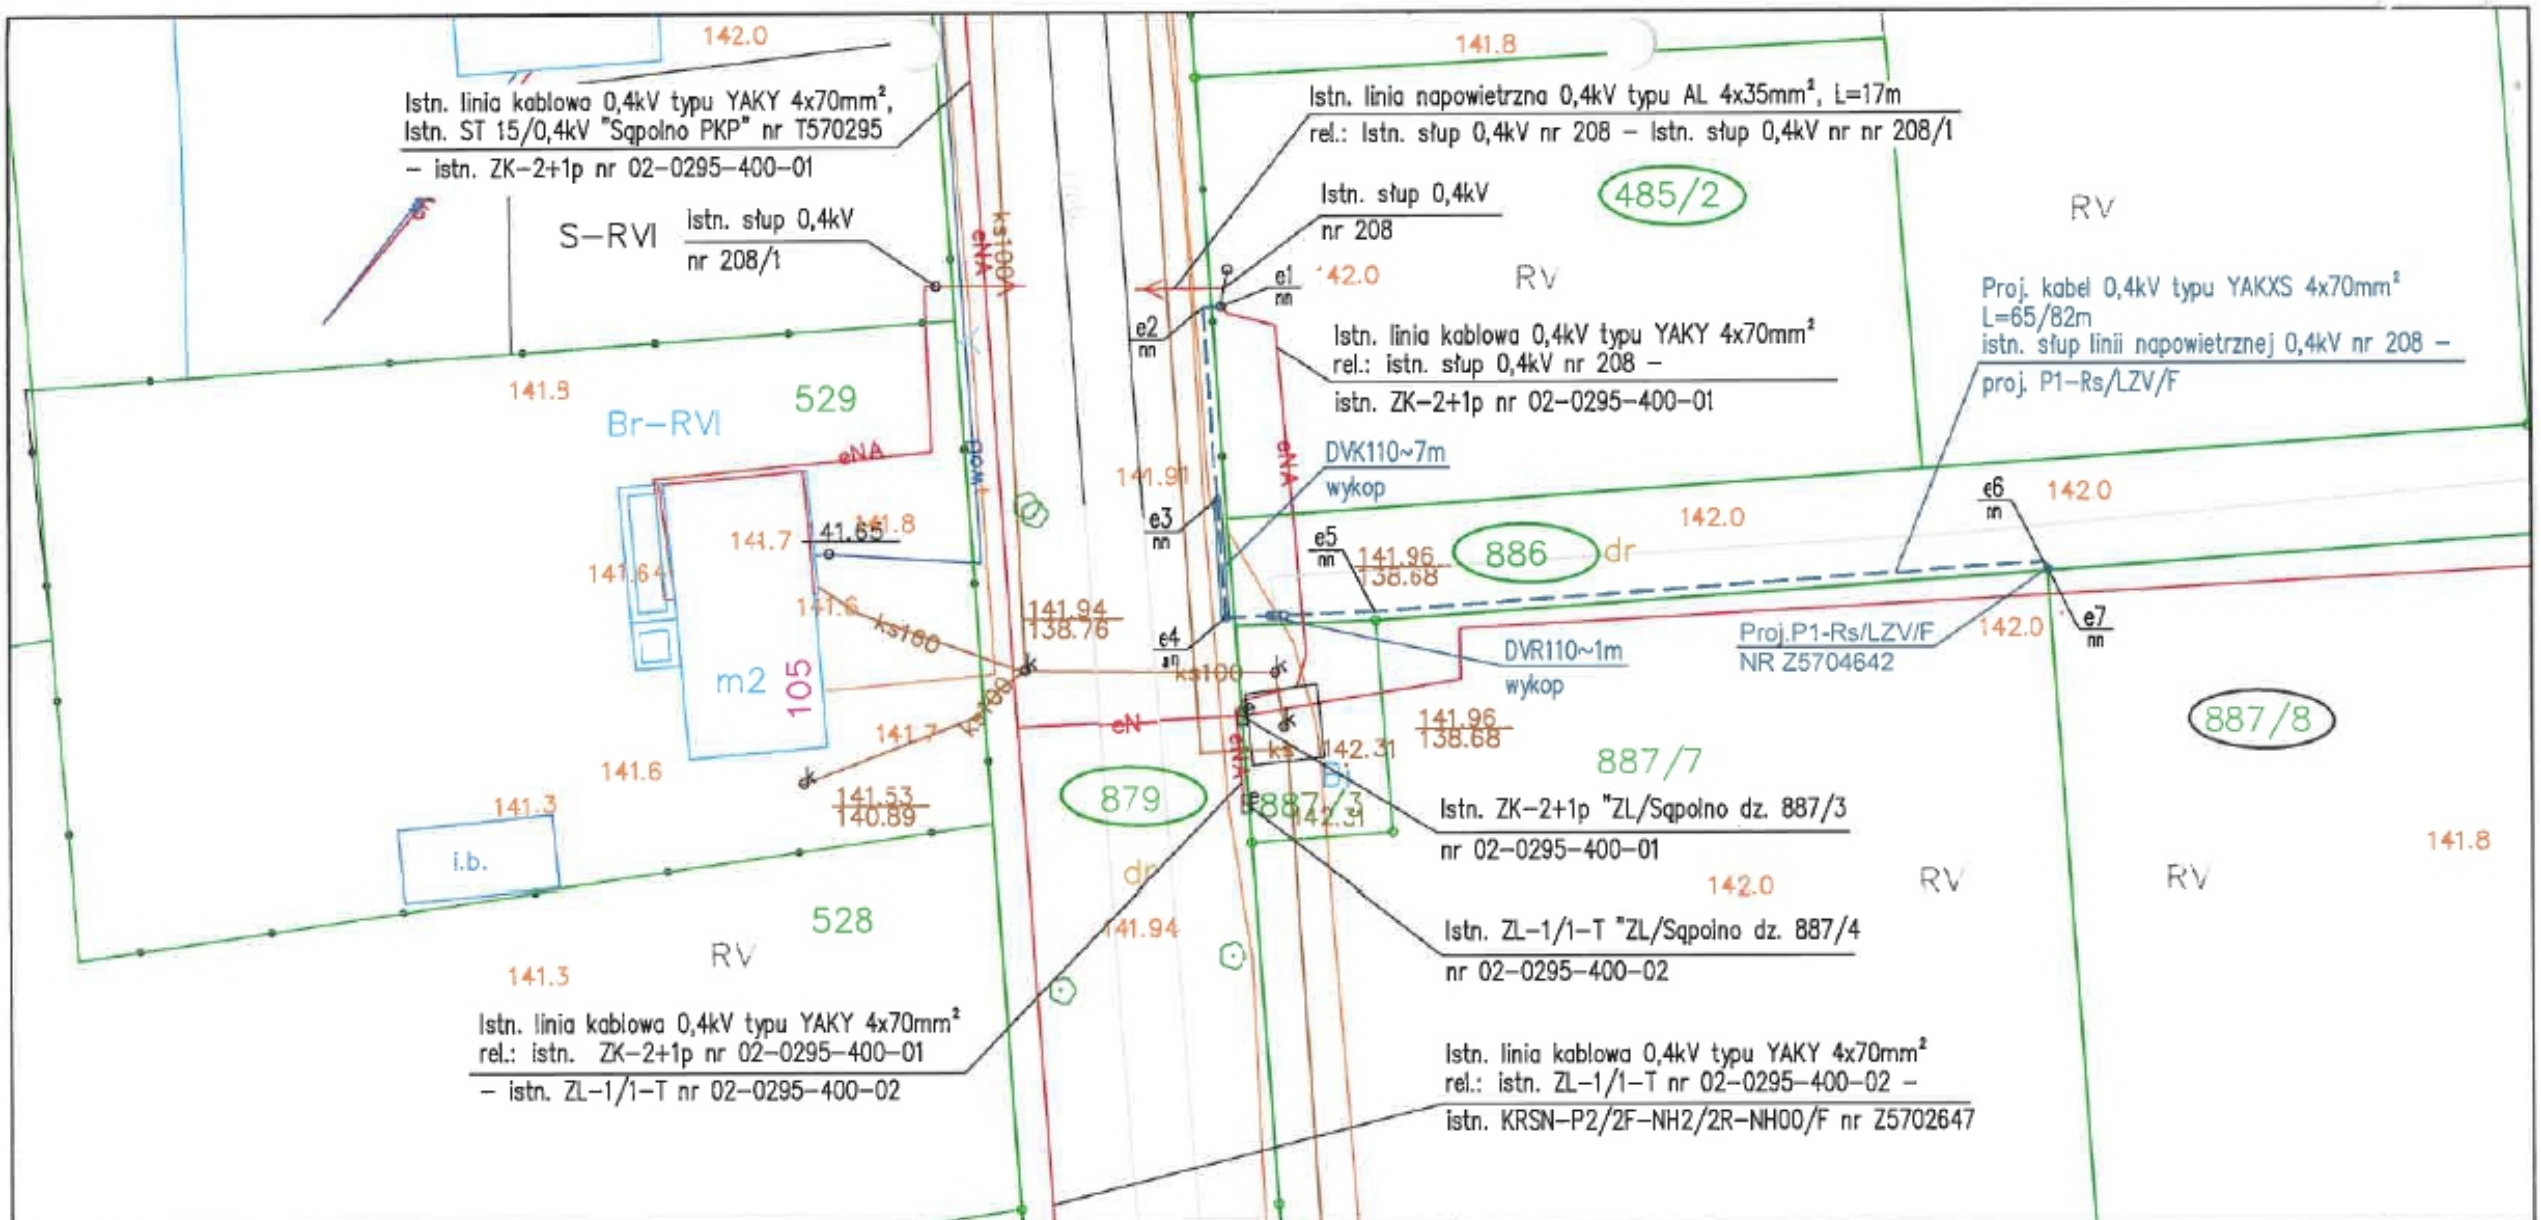 142.0
141.8
Istn. linia kablowa 0,4kV typu YAKY 4x70mm²,
Istn. ST 15/0,4kV "Sąpolno PKP" nr T570295
– istn. ZK–2+1p nr 02–0295–400–01
Istn. linia napowietrzna 0,4kV typu AL 4x35mm², L=17m
rel.: Istn. słup 0,4kV nr 208 – Istn. słup 0,4kV nr nr 208/1
485/2
RV
Istn. słup 0,4kV
nr 208
S–RVI
istn. słup 0,4kV
nr 208/1
eNA
ks100A
e1
nn
142.0
RV
Proj. kabel 0,4kV typu YAKXS 4x70mm²
L=65/82m
istn. słup linii napowietrznej 0,4kV nr 208 –
proj. P1–Rs/LZV/F
e2
nn
Istn. linia kablowa 0,4kV typu YAKY 4x70mm²
rel.: istn. słup 0,4kV nr 208 –
istn. ZK–2+1p nr 02–0295–400–01
141.8
529
Br–RVI
eNA
eNA
141.91
DVK110~7m
wykop
e3
nn
e6
nn
142.0
142.0
141.7
41.65
141.8
141.64
141.6
ks160
e5
nn
141.96
138.68
886
dr
141.94
138.76
e4
nn
DVR110~1m
wykop
Proj.P1-Rs/LZV/F
NR Z5704642
142.0
e7
nn
m2
105
k
ks100
k
141.7
eN
e
k
ks
142.31
141.96
138.68
887/7
887/8
141.6
k
141.53
140.89
141.3
i.b.
879
eNA
Bi
e
887/3
142.31
Istn. ZK–2+1p "ZL/Sąpolno dz. 887/3
nr 02–0295–400–01
141.8
dr
142.0
RV
RV
528
RV
141.3
141.94
Istn. ZL–1/1–T "ZL/Sąpolno dz. 887/4
nr 02–0295–400–02
Istn. linia kablowa 0,4kV typu YAKY 4x70mm²
rel.: istn. ZK–2+1p nr 02–0295–400–01
– istn. ZL–1/1–T nr 02–0295–400–02
Istn. linia kablowa 0,4kV typu YAKY 4x70mm²
rel.: istn. ZL–1/1–T nr 02–0295–400–02 –
istn. KRSN–P2/2F–NH2/2R–NH00/F nr Z5702647